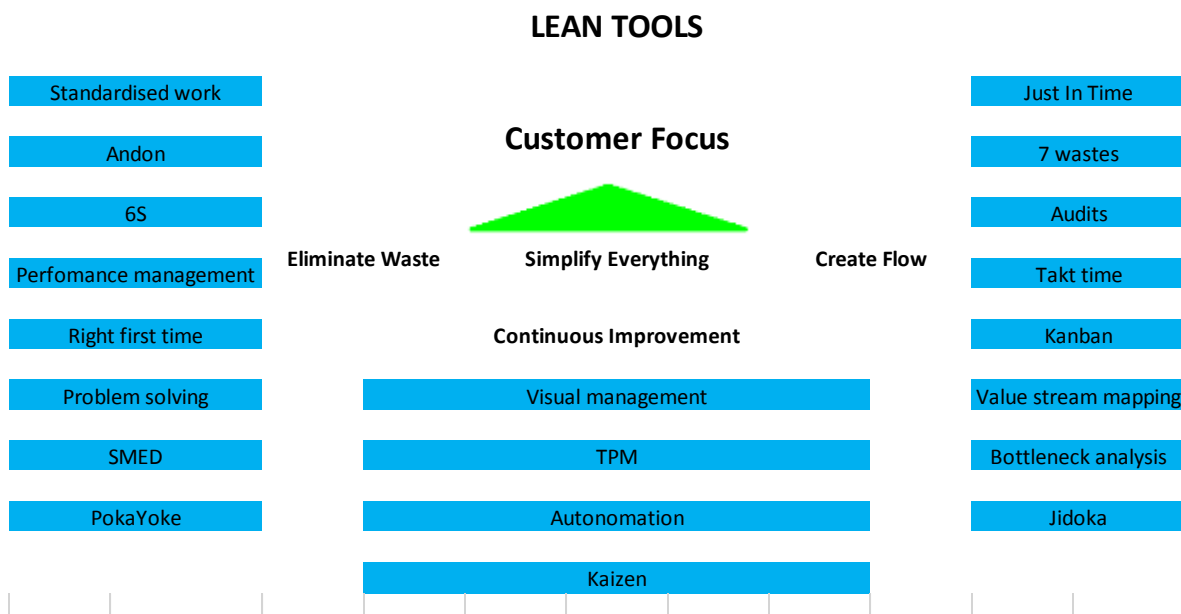 LEAN TOOLS
Standardised work
Just In Time
Customer Focus
Andon
7 wastes
6S
Audits
Eliminate Waste
Simplify Everything
Create Flow
Perfomance management
Takt time
Right first time
Continuous Improvement
Kanban
Problem solving
Visual management
Value stream mapping
SMED
TPM
Bottleneck analysis
PokaYoke
Autonomation
Jidoka
Kaizen